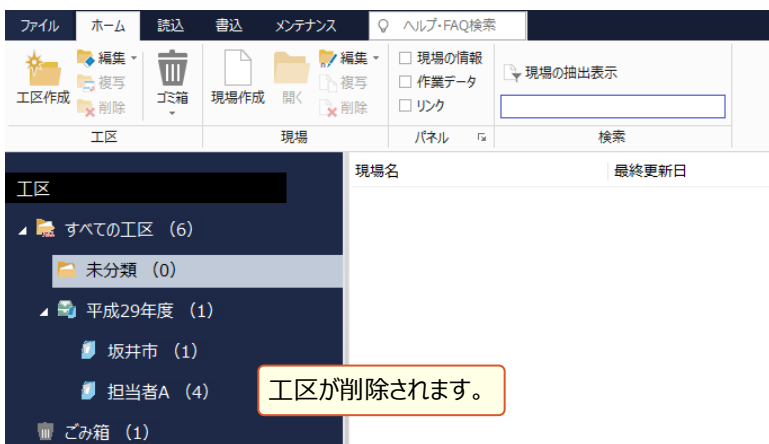 ファイル ホーム 読込 書込 メンテナンス ヘルプ・FAQ検索
工区作成 編集 複写 削除 ゴミ箱 現場作成 開く 編集 複写 削除 現場の情報 作業データ リンク 現場の抽出表示
工区 現場 パネル 検索
工区
現場名 最終更新日
すべての工区 (6)
未分類 (0)
平成29年度 (1)
坂井市 (1)
担当者A (4)
工区が削除されます。
ごみ箱 (1)